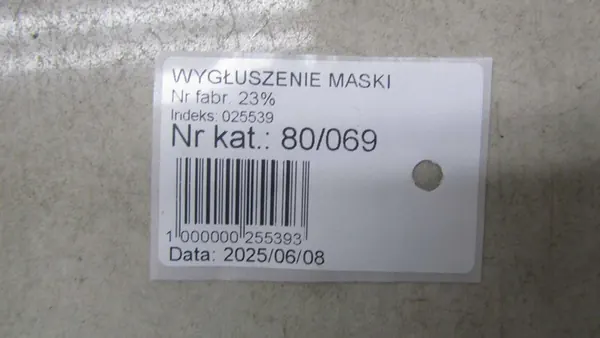 WYGŁUSZENIE MASKI
Nr fabr. 23%
Indeks: 025539
Nr kat.: 80/069
1 000000 255393
Data: 2025/06/08